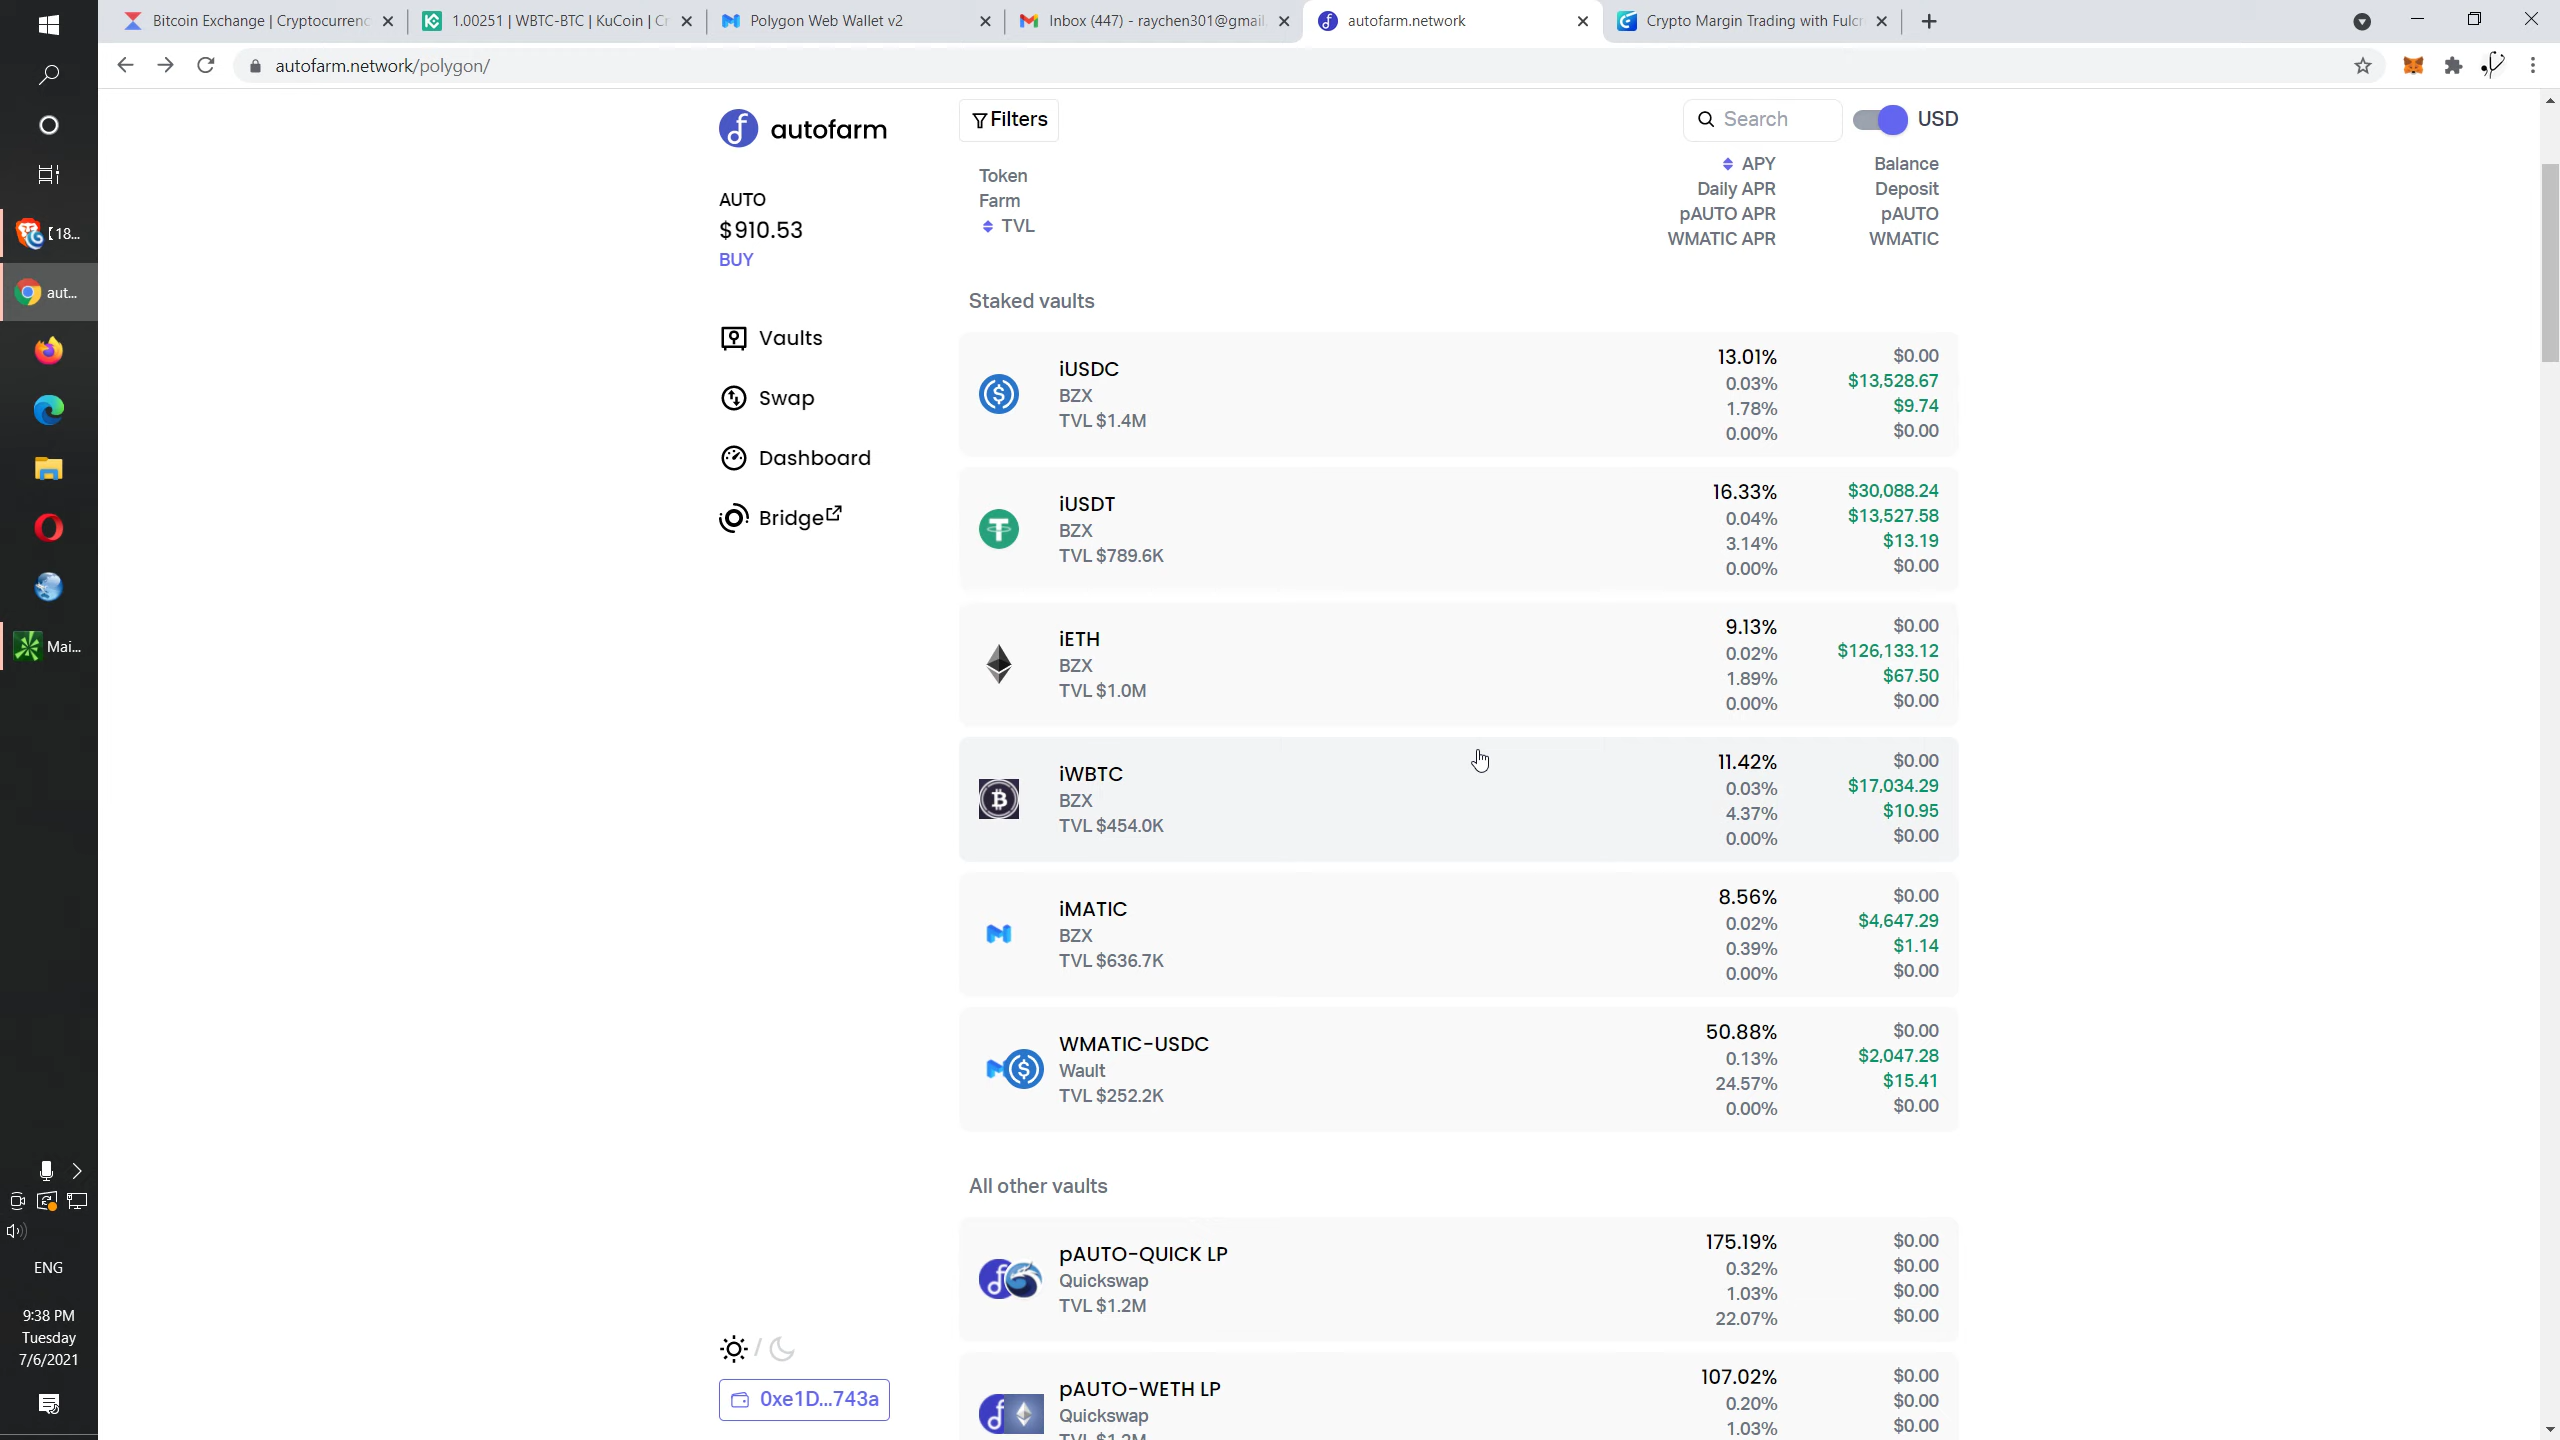 Bitcoin Exchange | Cryptocurrenc
1.00251 | WBTC-BTC | KuCoin | Cr
Polygon Web Wallet v2
Inbox (447) - raychen301@gmail.
autofarm.network
Crypto Margin Trading with Fulcr
autofarm.network/polygon/
【18...
aut...
Mai...
ENG
9:38 PM
Tuesday
7/6/2021
autofarm
AUTO
$910.53
BUY
Vaults
Swap
Dashboard
Bridge
0xe1D...743a
Filters
Search
USD
Token
Farm
TVL
APY
Daily APR
pAUTO APR
WMATIC APR
Balance
Deposit
pAUTO
WMATIC
Staked vaults
iUSDC
BZX
TVL $1.4M
13.01%
0.03%
1.78%
0.00%
$0.00
$13,528.67
$9.74
$0.00
iUSDT
BZX
TVL $789.6K
16.33%
0.04%
3.14%
0.00%
$30,088.24
$13,527.58
$13.19
$0.00
iETH
BZX
TVL $1.0M
9.13%
0.02%
1.89%
0.00%
$0.00
$126,133.12
$67.50
$0.00
iWBTC
BZX
TVL $454.0K
11.42%
0.03%
4.37%
0.00%
$0.00
$17,034.29
$10.95
$0.00
iMATIC
BZX
TVL $636.7K
8.56%
0.02%
0.39%
0.00%
$0.00
$4,647.29
$1.14
$0.00
WMATIC-USDC
Wault
TVL $252.2K
50.88%
0.13%
24.57%
0.00%
$0.00
$2,047.28
$15.41
$0.00
All other vaults
pAUTO-QUICK LP
Quickswap
TVL $1.2M
175.19%
0.32%
1.03%
22.07%
$0.00
$0.00
$0.00
$0.00
pAUTO-WETH LP
Quickswap
TVL $1.2M
107.02%
0.20%
1.03%
$0.00
$0.00
$0.00